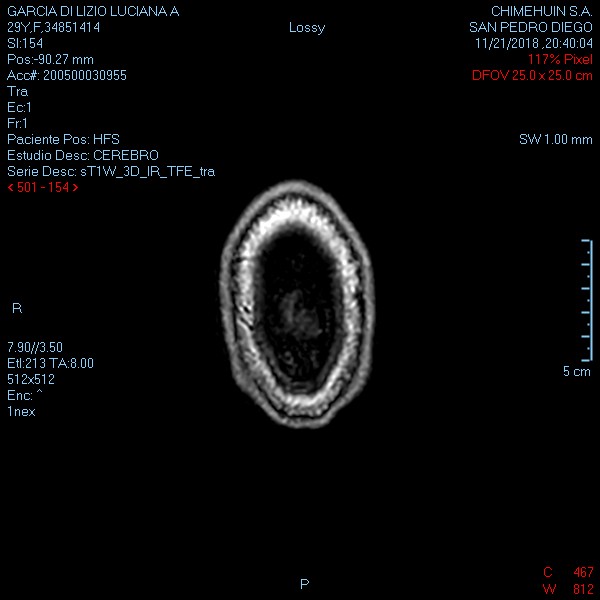 GARCIA DI LIZIO LUCIANA A
29Y,F,34851414
Sl:154
Pos:-90.27 mm
Acc#: 200500030955
Tra
Ec:1
Fr:1
Paciente Pos: HFS
Estudio Desc: CEREBRO
Serie Desc: sT1W_3D_IR_TFE_tra
< 501 - 154 >
Lossy
CHIMEHUIN S.A.
SAN PEDRO DIEGO
11/21/2018 ,20:40:04
117% Pixel
DFOV 25.0 x 25.0 cm
SW 1.00 mm
R
5 cm
7.90//3.50
Etl:213 TA:8.00
512x512
Enc: ^
1nex
P
C 467
W 812